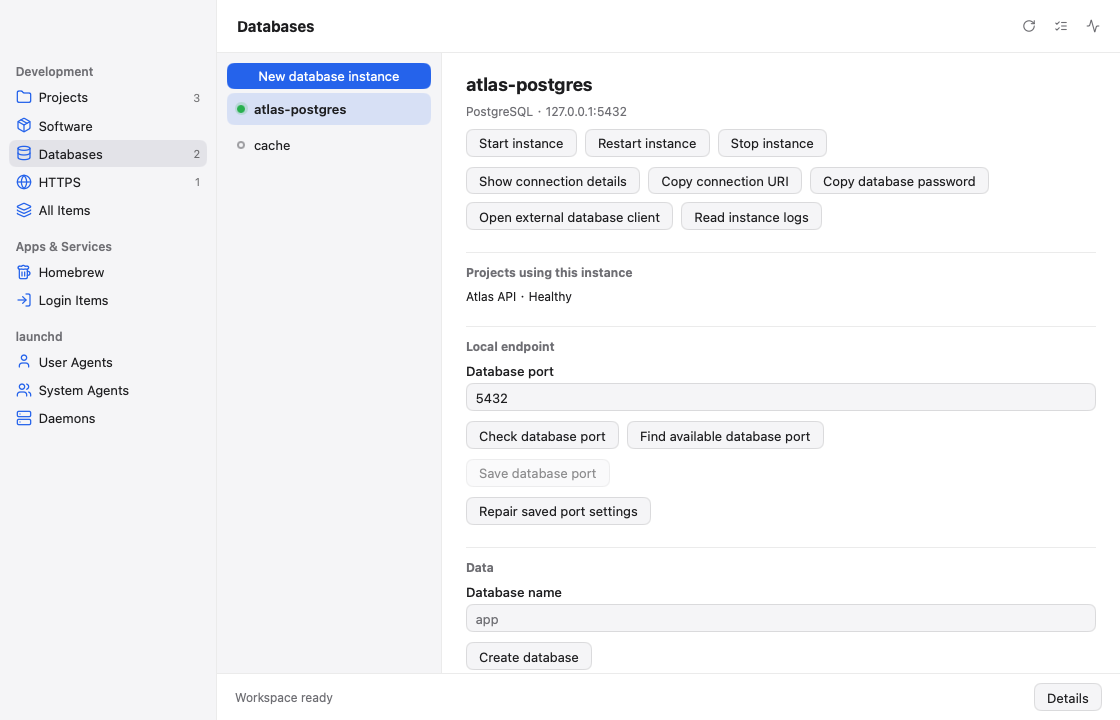 Databases
Development
Projects 3
Software
Databases 2
HTTPS 1
All Items
Apps & Services
Homebrew
Login Items
launchd
User Agents
System Agents
Daemons
New database instance
atlas-postgres
cache
atlas-postgres
PostgreSQL · 127.0.0.1:5432
Start instance Restart instance Stop instance
Show connection details Copy connection URI Copy database password
Open external database client Read instance logs
Projects using this instance
Atlas API · Healthy
Local endpoint
Database port
5432
Check database port Find available database port
Save database port
Repair saved port settings
Data
Database name
app
Create database
Workspace ready Details